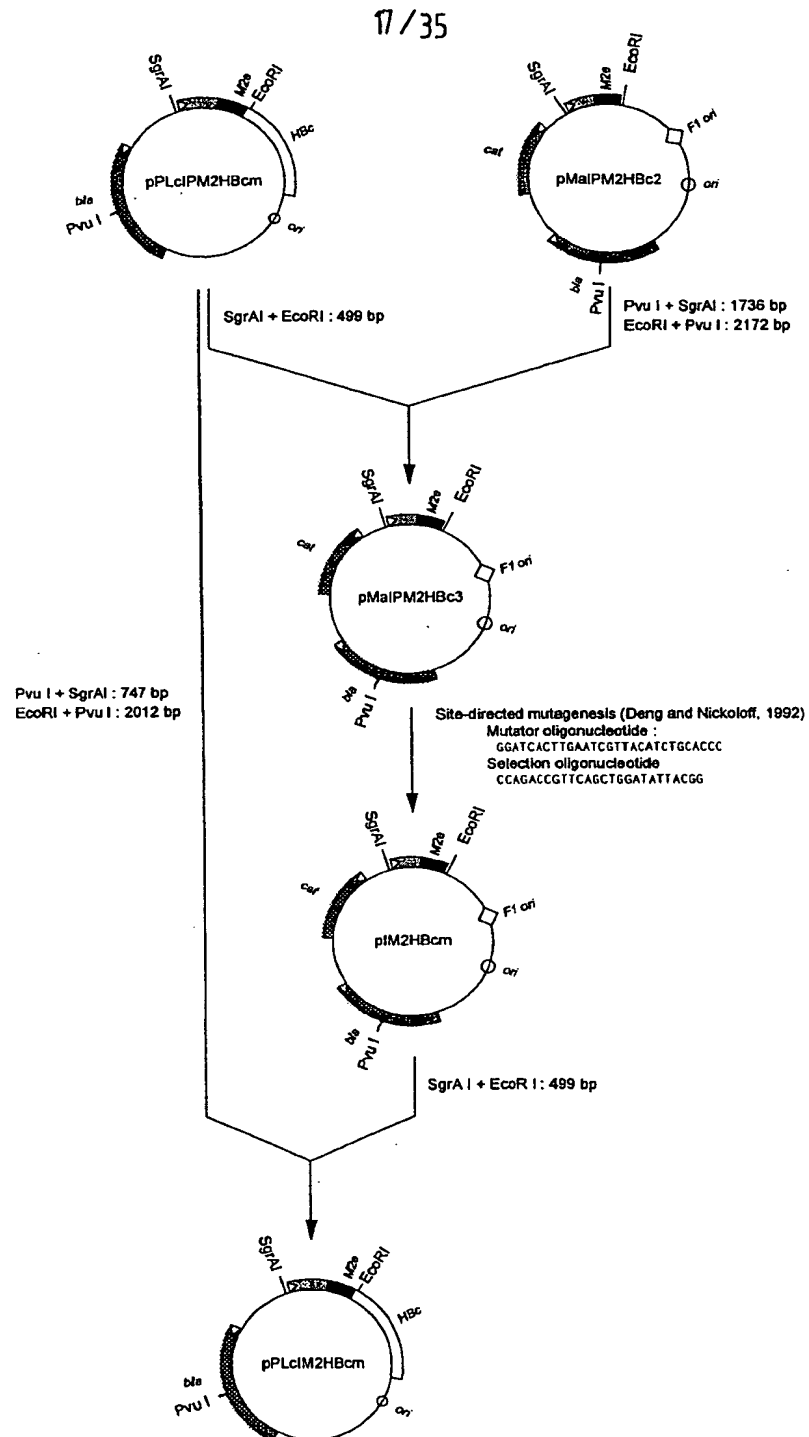 17/35
SgrAI
M2e
EcoRI
HBc
pPLcIPM2HBcm
bla
Pvu I
ori
SgrAI
M2e
EcoRI
F1 ori
cat
pMaIPM2HBc2
ori
bla
Pvu I
SgrAI + EcoRI : 499 bp
Pvu I + SgrAI : 1736 bp
EcoRI + Pvu I : 2172 bp
SgrAI
M2e
EcoRI
cat
F1 ori
pMaIPM2HBc3
ori
bla
Pvu I
Pvu I + SgrAI : 747 bp
EcoRI + Pvu I : 2012 bp
Site-directed mutagenesis (Deng and Nickoloff, 1992)
Mutator oligonucleotide :
GGATCACTTGAATCGTTACATCTGCACCC
Selection oligonucleotide
CCAGACCGTTCAGCTGGATATTACGG
SgrAI
M2e
EcoRI
cat
F1 ori
pIM2HBcm
ori
bla
Pvu I
SgrA I + EcoR I : 499 bp
SgrAI
M2e
EcoRI
HBc
pPLcIM2HBcm
bla
Pvu I
ori